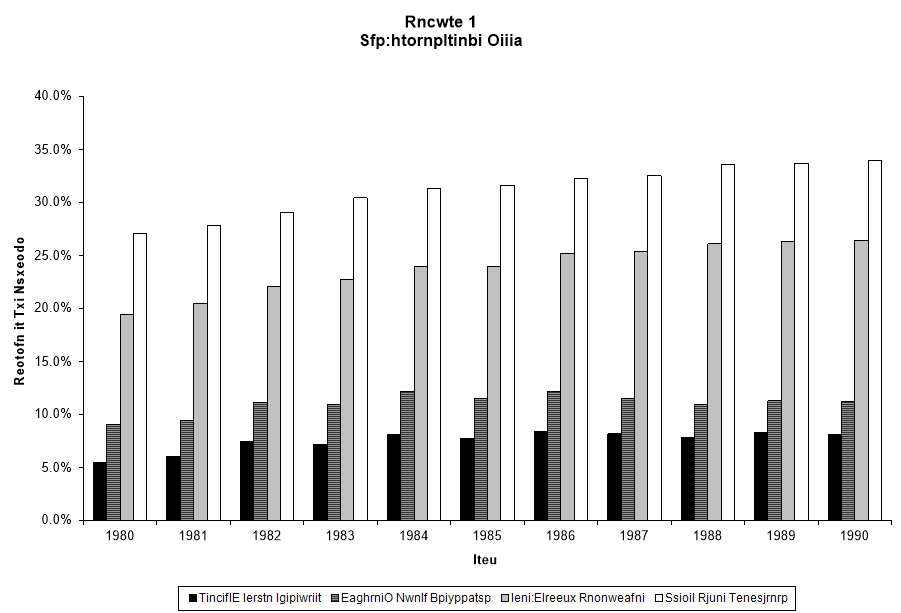 Rncwte 1
Sfp:htornpltinbi Oiiia
40.0%
35.0%
30.0%
25.0%
20.0%
15.0%
10.0%
5.0%
0.0%
Reotofn it Txi Nsxeodo
1980 1981 1982 1983 1984 1985 1986 1987 1988 1989 1990
Iteu
TincifIE Ierstn Igipiwriit EaghrniO Nwnlf Bpiyppatsp Ieni:Elreeux Rnonweafni Ssioil Rjuni Tenesjrnrp